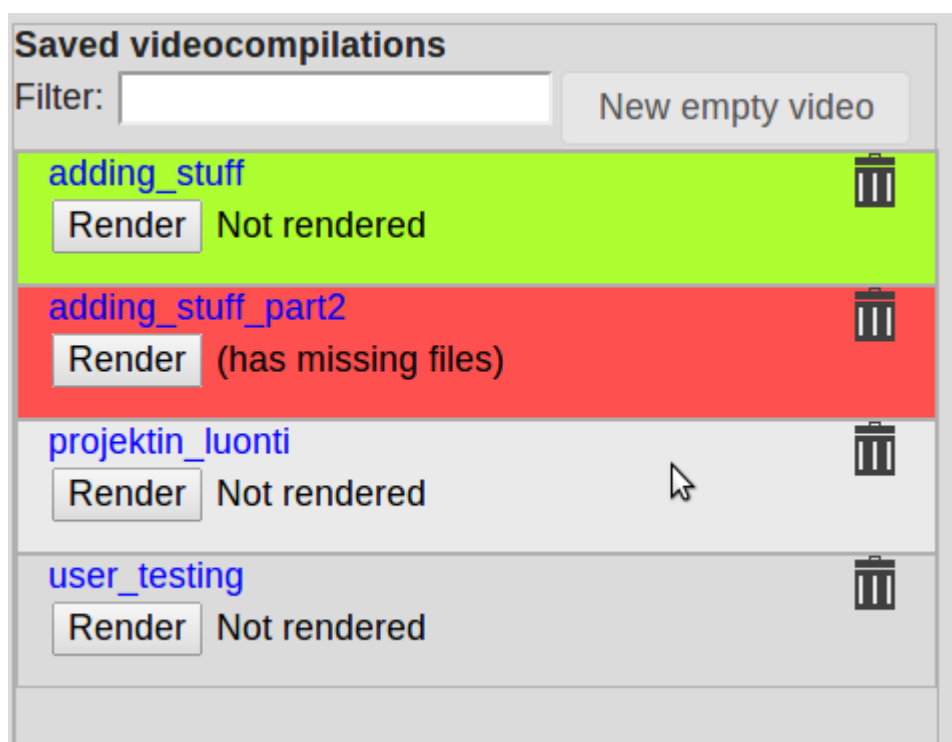 Saved videocompilations
Filter: New empty video
adding_stuff
Render Not rendered
adding_stuff_part2
Render (has missing files)
projektin_luonti
Render Not rendered
user_testing
Render Not rendered